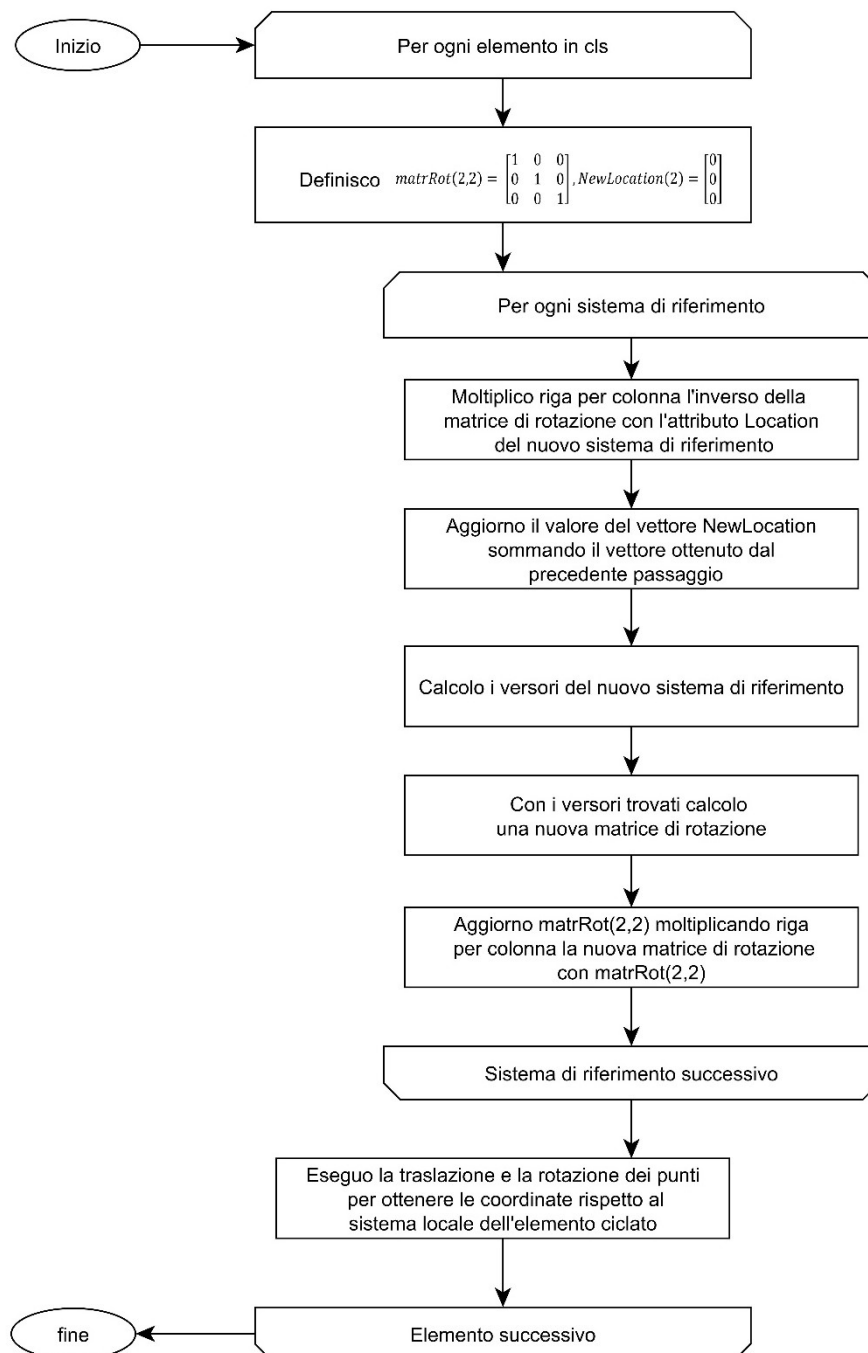 Inizio
Per ogni elemento in cls
Definisco matrRot(2,2) = [1 0 0; 0 1 0; 0 0 1], NewLocation(2) = [0; 0; 0]
Per ogni sistema di riferimento
Moltiplico riga per colonna l'inverso della
matrice di rotazione con l'attributo Location
del nuovo sistema di riferimento
Aggiorno il valore del vettore NewLocation
sommando il vettore ottenuto dal
precedente passaggio
Calcolo i versori del nuovo sistema di riferimento
Con i versori trovati calcolo
una nuova matrice di rotazione
Aggiorno matrRot(2,2) moltiplicando riga
per colonna la nuova matrice di rotazione
con matrRot(2,2)
Sistema di riferimento successivo
Eseguo la traslazione e la rotazione dei punti
per ottenere le coordinate rispetto al
sistema locale dell'elemento ciclato
fine
Elemento successivo